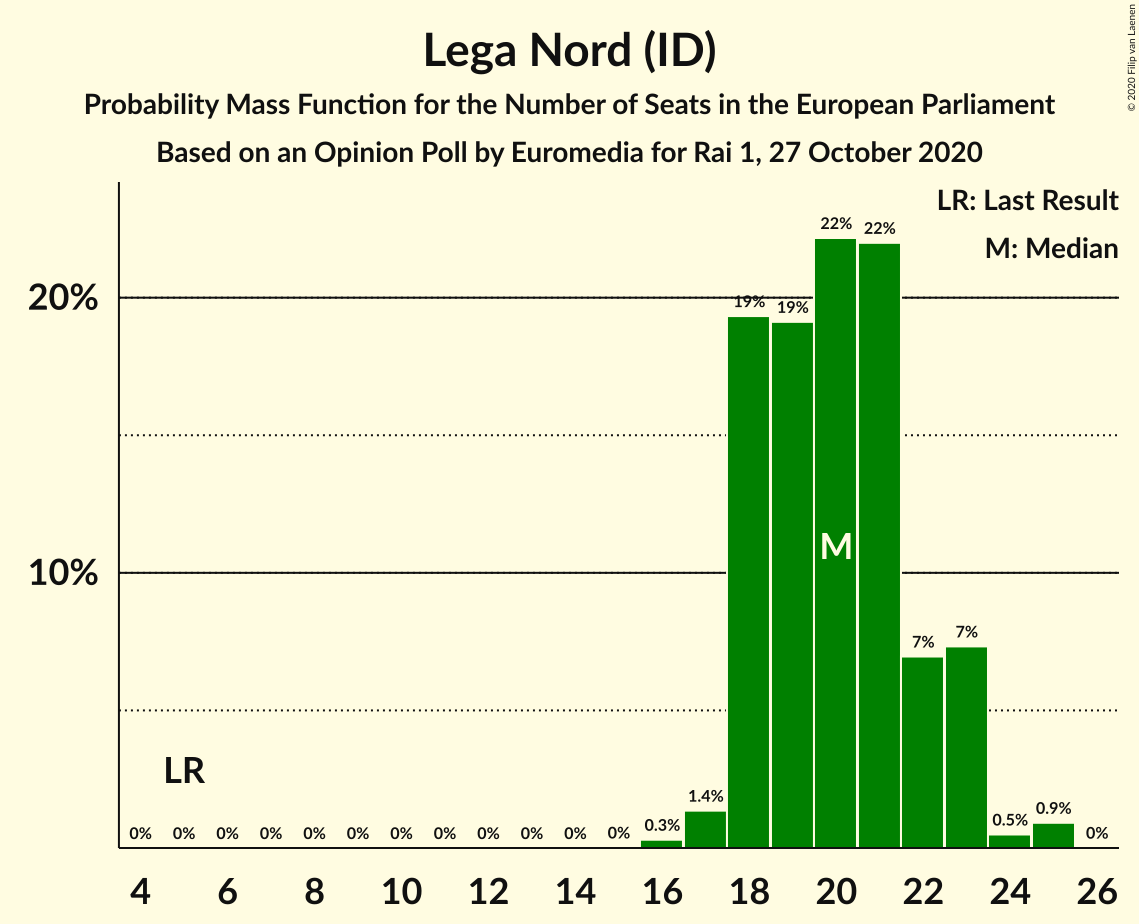 Lega Nord (ID)
Probability Mass Function for the Number of Seats in the European Parliament
Based on an Opinion Poll by Euromedia for Rai 1, 27 October 2020
© 2020 Filip van Laenen
LR: Last Result
M: Median
20%
10%
0% 0% 0% 0% 0% 0% 0% 0% 0% 0% 0% 0% 0.3% 1.4% 19% 19% 22% 22% 7% 7% 0.5% 0.9% 0%
LR
M
4 6 8 10 12 14 16 18 20 22 24 26